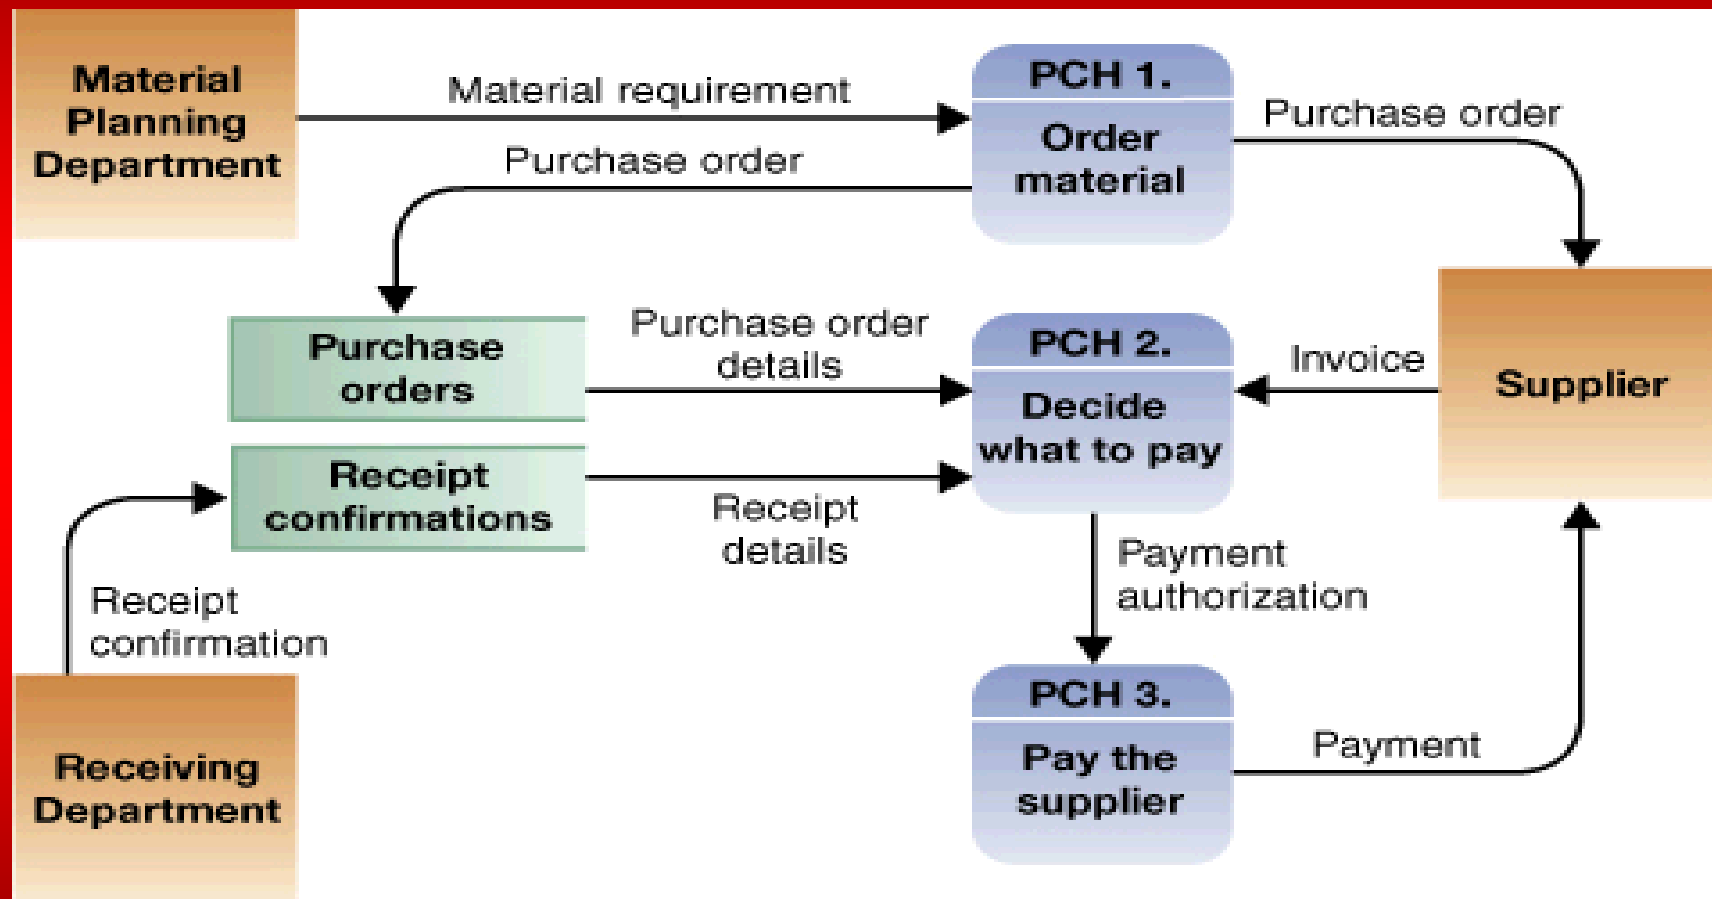 Material
Planning
Department
Material requirement
PCH 1.
Order
material
Purchase order
Purchase order
Purchase
orders
Purchase order
details
PCH 2.
Decide
what to pay
Invoice
Supplier
Receipt
confirmations
Receipt
details
Receipt
confirmation
Payment
authorization
Receiving
Department
PCH 3.
Pay the
supplier
Payment